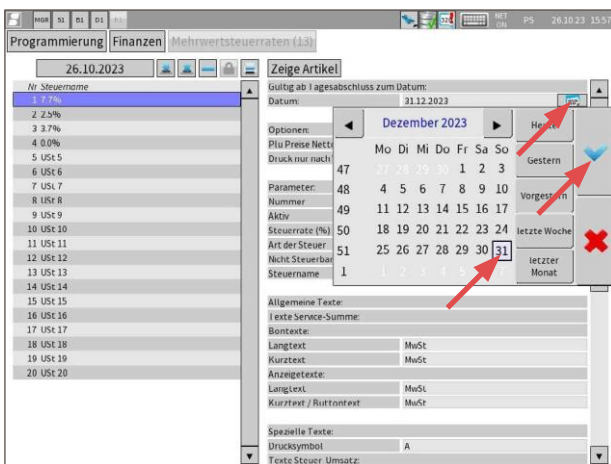 MGR S1 B1 D1 R1
NET
ON
P5 26.10.23 15:57
Programmierung Finanzen Mehrwertsteuerraten (13)
26.10.2023
Zeige Artikel
Nr Steuername
1 7.7%
2 2.5%
3 3.7%
4 0.0%
5 USt 5
6 USt 6
7 USt 7
8 USt 8
9 USt 9
10 USt 10
11 USt 11
12 USt 12
13 USt 13
14 USt 14
15 USt 15
16 USt 16
17 USt 17
18 USt 18
19 USt 19
20 USt 20
Gültig ab Tagesabschluss zum Datum:
Datum: 31.12.2023
Optionen:
Plu Preise Netto
Druck nur nach
Parameter:
Nummer
Aktiv
Steuerrate (%)
Art der Steuer
Nicht Steuerbar
Steuername
Dezember 2023
Mo Di Mi Do Fr Sa So
47 27 28 29 30 1 2 3
48 4 5 6 7 8 9 10
49 11 12 13 14 15 16 17
50 18 19 20 21 22 23 24
51 25 26 27 28 29 30 31
1 1 2 3 4 5 6 7
Heute
Gestern
Vorgestern
letzte Woche
letzter
Monat
Allgemeine Texte:
Texte Service-Summe:
Bontexte:
Langtext MwSt
Kurztext MwSt
Anzeigetexte:
Langtext MwSt
Kurztext / Buttontext MwSt
Spezielle Texte:
Drucksymbol A
Texte Steuer-Umsatz: